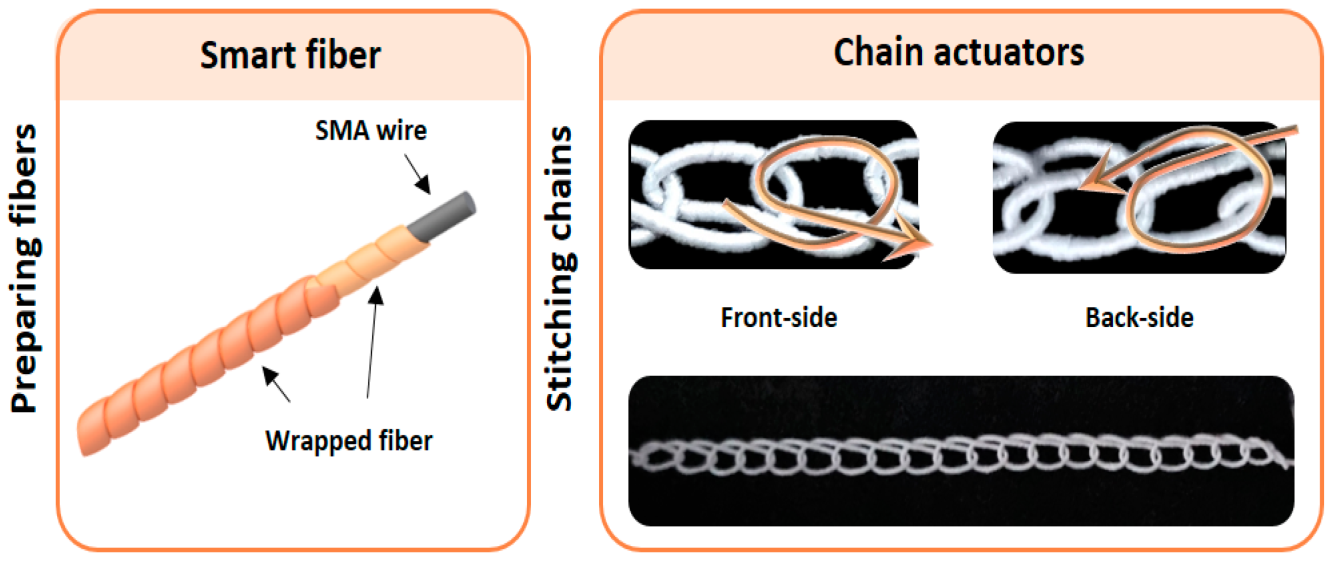 Preparing fibers
Smart fiber
SMA wire
Wrapped fiber
Stitching chains
Chain actuators
Front-side
Back-side